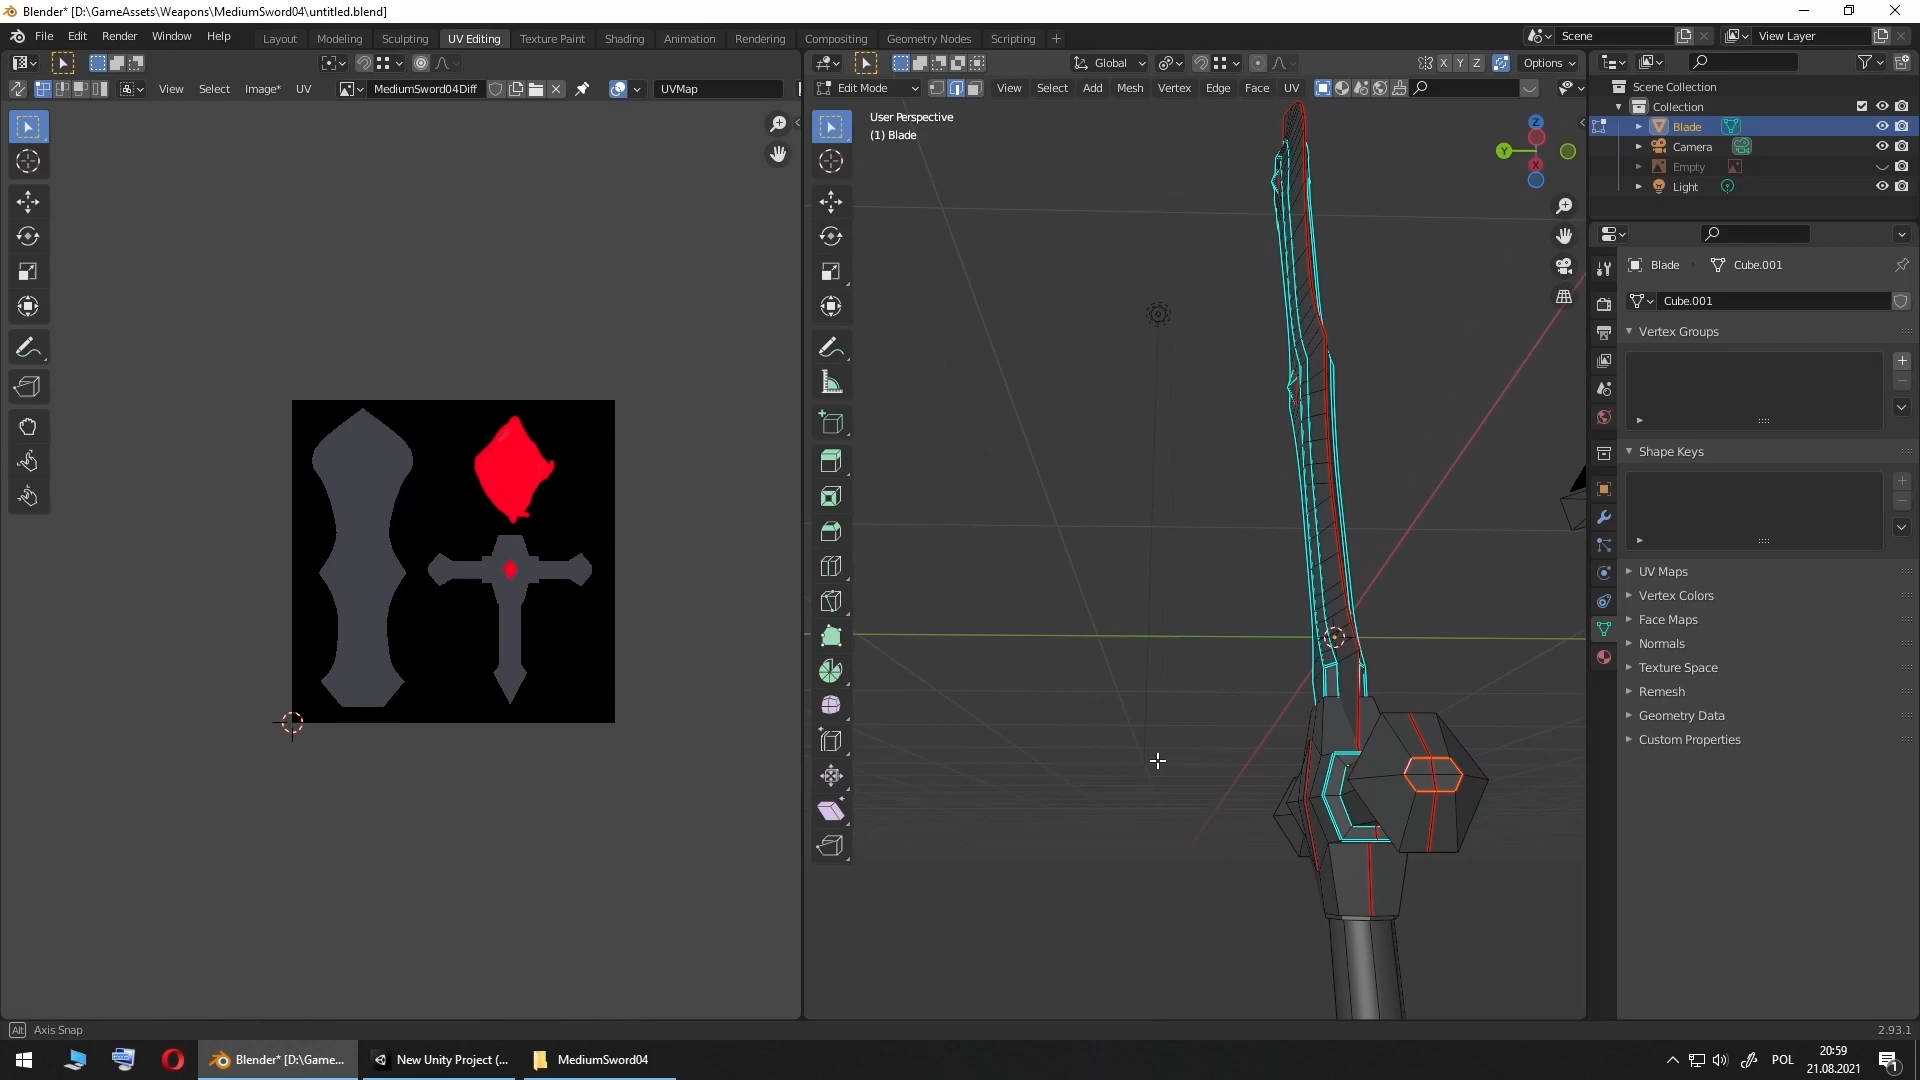 Blender* [D:\GameAssets\Weapons\MediumSword04\untitled.blend]
File Edit Render Window Help
Layout Modeling Sculpting UV Editing Texture Paint Shading Animation Rendering Compositing Geometry Nodes Scripting
Scene
View Layer
Global
X Y Z
Options
View Select Image* UV
MediumSword04Diff
UVMap
Edit Mode
View Select Add Mesh Vertex Edge Face UV
User Perspective
(1) Blade
Z
Y
X
Scene Collection
Collection
Blade
Camera
Empty
Light
Blade
Cube.001
Cube.001
Vertex Groups
Shape Keys
UV Maps
Vertex Colors
Face Maps
Normals
Texture Space
Remesh
Geometry Data
Custom Properties
Alt Axis Snap
2.93.1
Blender* [D:\Game...
New Unity Project (...
MediumSword04
POL
20:59
21.08.2021
1